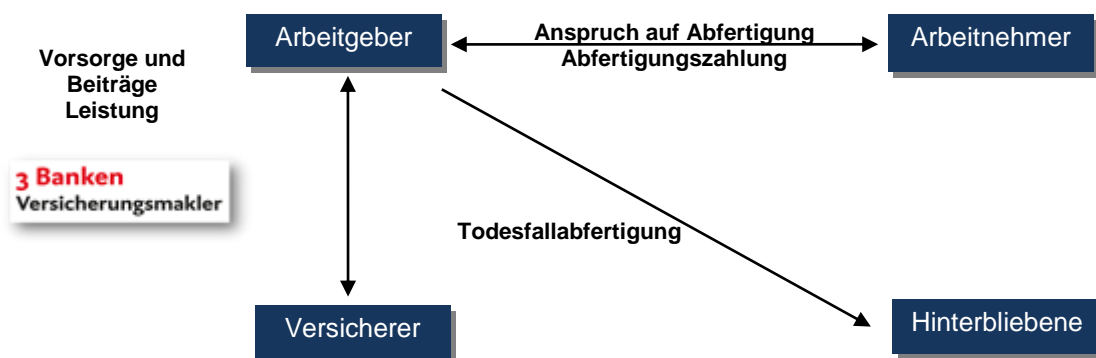 Arbeitgeber
Anspruch auf Abfertigung
Abfertigungszahlung
Arbeitnehmer
Vorsorge und
Beiträge
Leistung
3 Banken
Versicherungsmakler
Todesfallabfertigung
Versicherer
Hinterbliebene